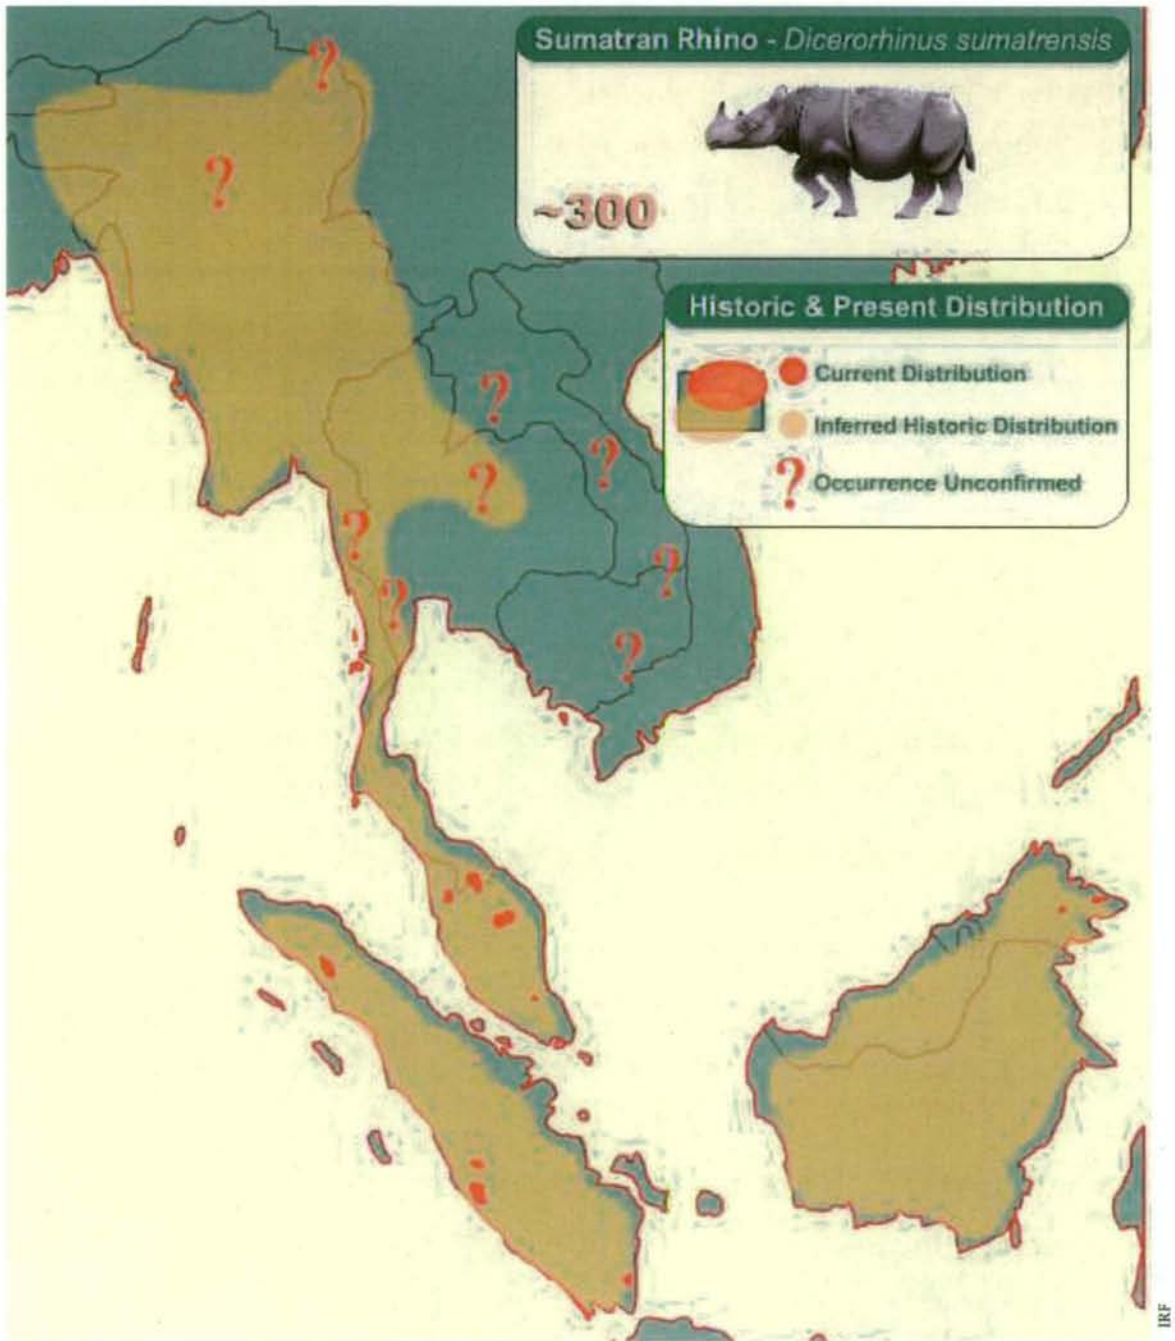 Sumatran Rhino - Dicerorhinus sumatrensis
~300
Historic & Present Distribution
Current Distribution
Inferred Historic Distribution
? Occurrence Unconfirmed
?
?
?
?
?
?
?
?
?
IRF